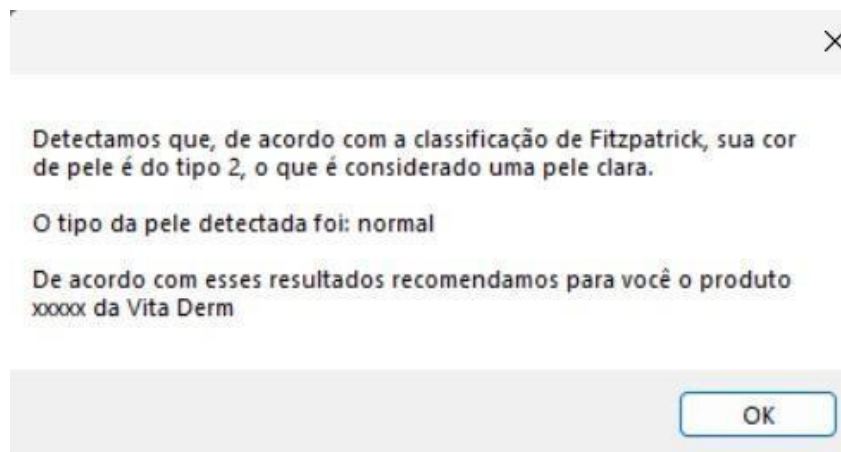 Detectamos que, de acordo com a classificação de Fitzpatrick, sua cor
de pele é do tipo 2, o que é considerado uma pele clara.
O tipo da pele detectada foi: normal
De acordo com esses resultados recomendamos para você o produto
xxxxx da Vita Derm
OK